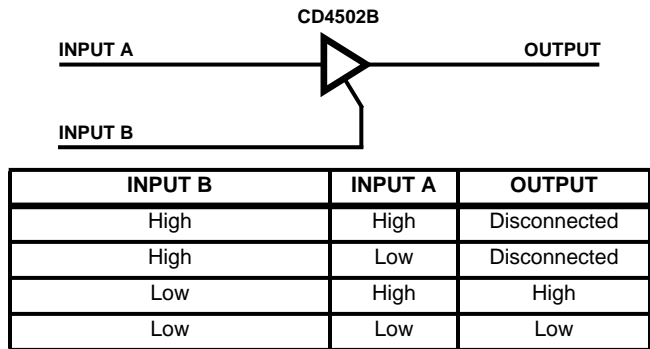 CD4502B
INPUT A OUTPUT
INPUT B
INPUT B INPUT A OUTPUT
High High Disconnected
High Low Disconnected
Low High High
Low Low Low